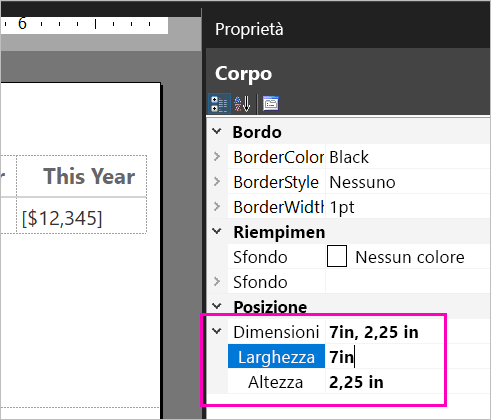 6
Proprietà
Corpo
Bordo
BorderColor Black
BorderStyle Nessuno
BorderWidth 1pt
Riempimen
Sfondo Nessun colore
Sfondo
Posizione
Dimensioni 7in, 2,25 in
Larghezza 7in
Altezza 2,25 in
r This Year
[$12,345]